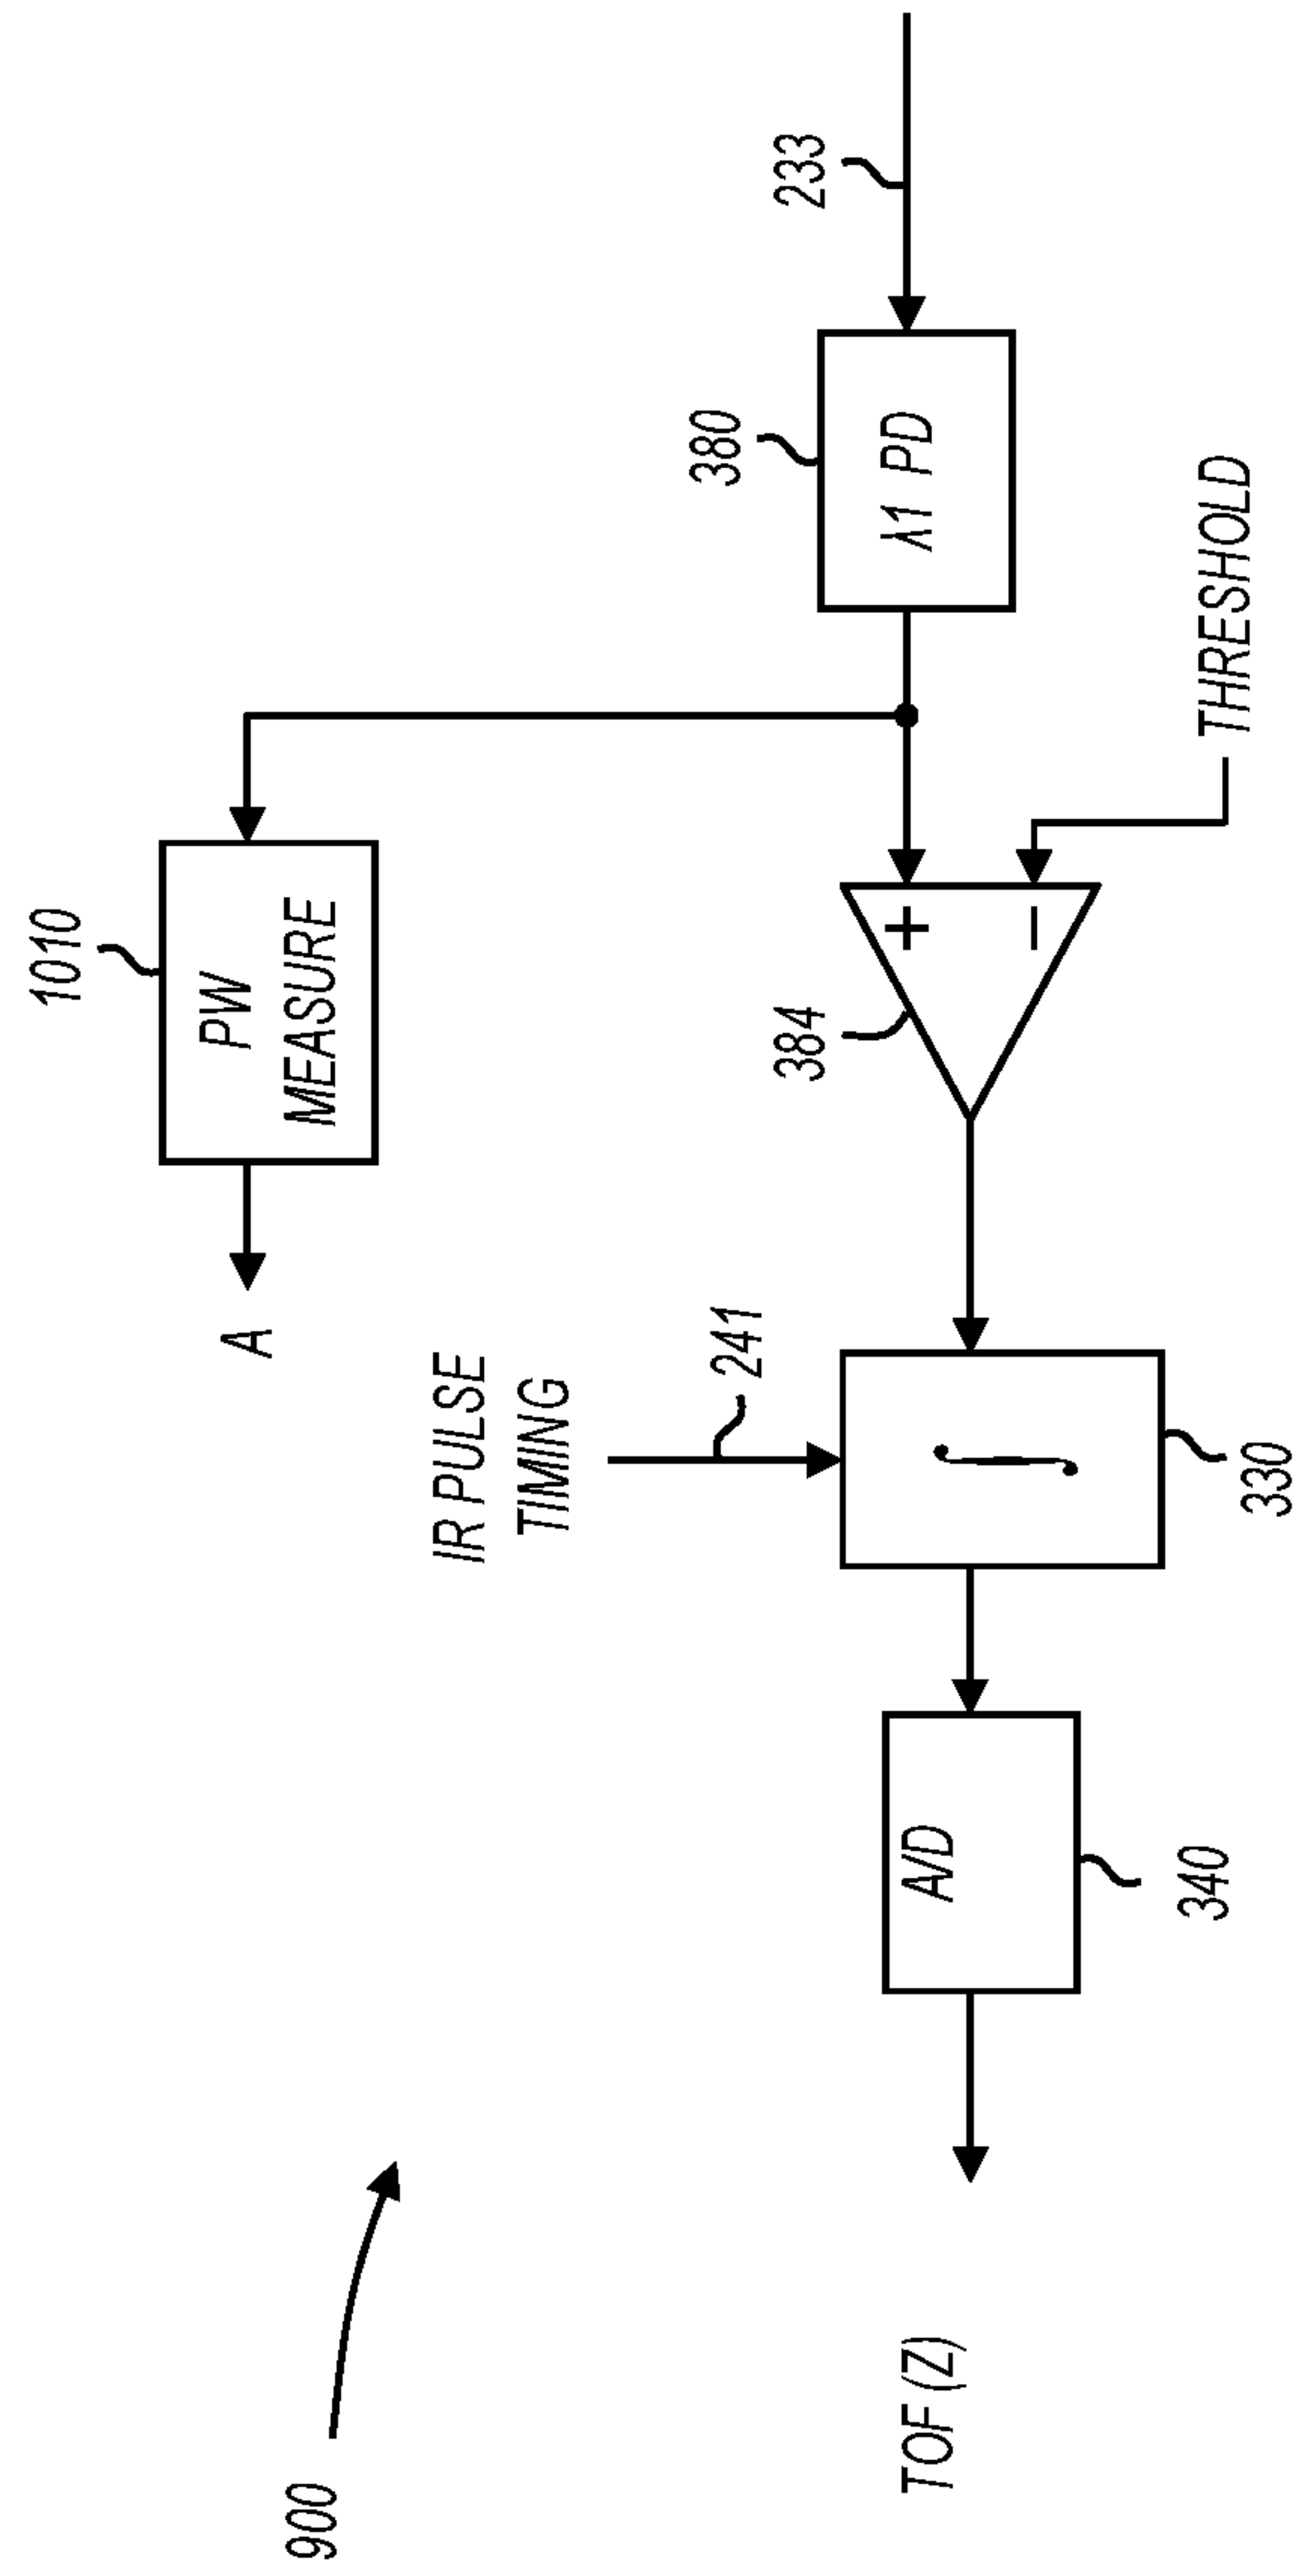 900
1010
PW
MEASURE
A
IR PULSE
TIMING
241
380
λ1 PD
233
384
+
−
THRESHOLD
∫
330
A/D
340
TOF (Z)